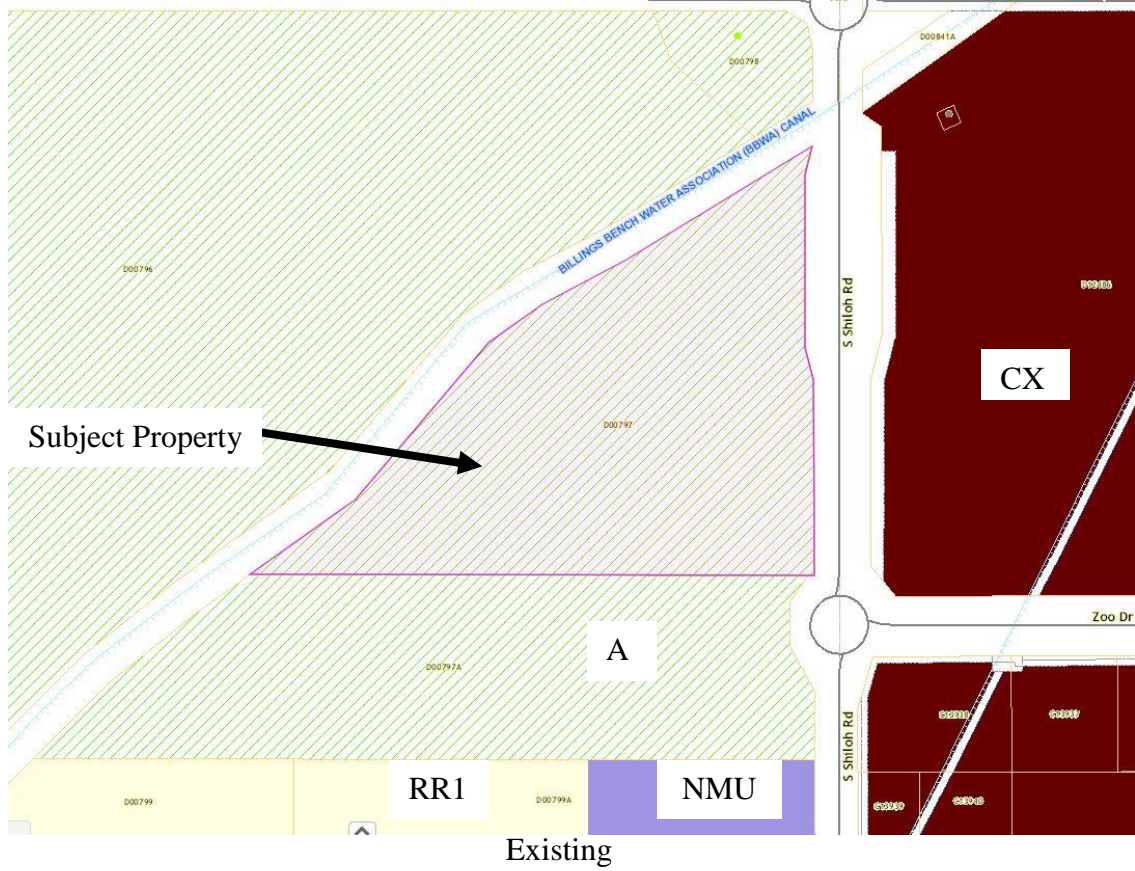 D00841A
D00798
BILLINGS BENCH WATER ASSOCIATION (BBWA) CANAL
D00796
S Shiloh Rd
CX
Subject Property
D00797
Zoo Dr
A
D00797A
S Shiloh Rd
RR1
NMU
D00799
D00799A
Existing